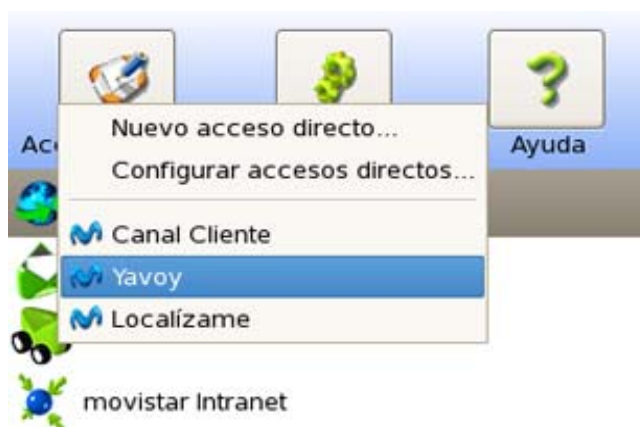 Ayuda
Nuevo acceso directo...
Configurar accesos directos...
Canal Cliente
Yavoy
Localízame
movistar Intranet